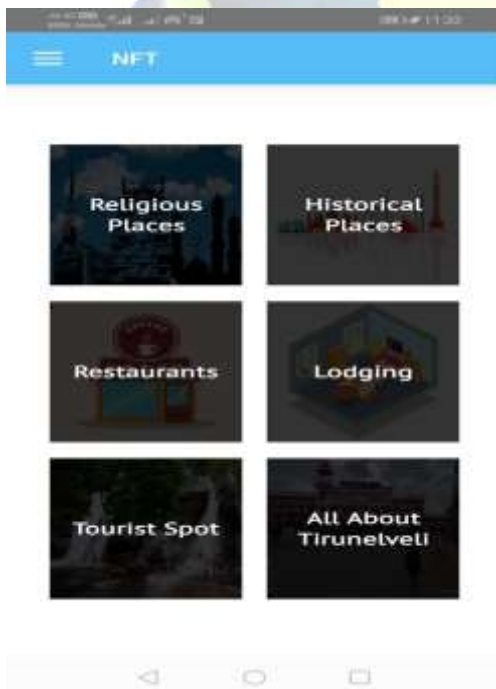 NFT
Religious
Places
Historical
Places
Restaurants
Lodging
Tourist Spot
All About
Tirunelveli